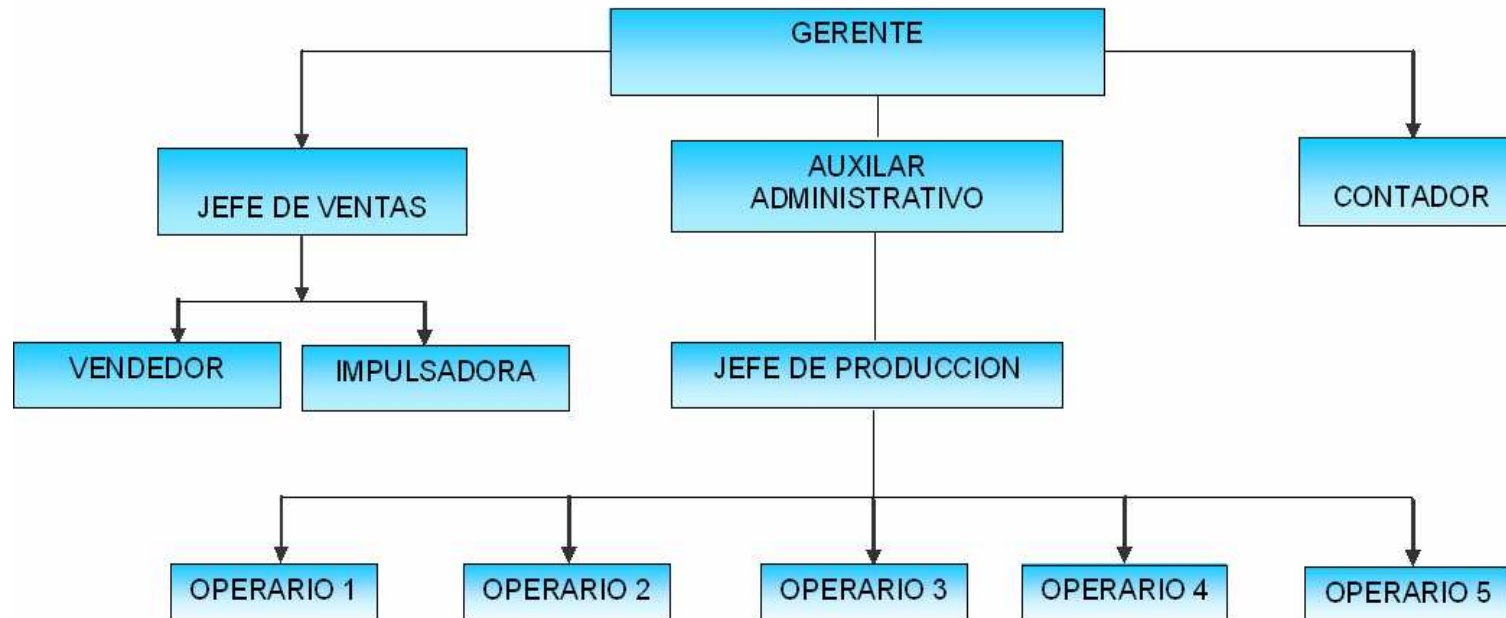 GERENTE
JEFE DE VENTAS
AUXILAR
ADMINISTRATIVO
CONTADOR
VENDEDOR
IMPULSADORA
JEFE DE PRODUCCION
OPERARIO 1
OPERARIO 2
OPERARIO 3
OPERARIO 4
OPERARIO 5